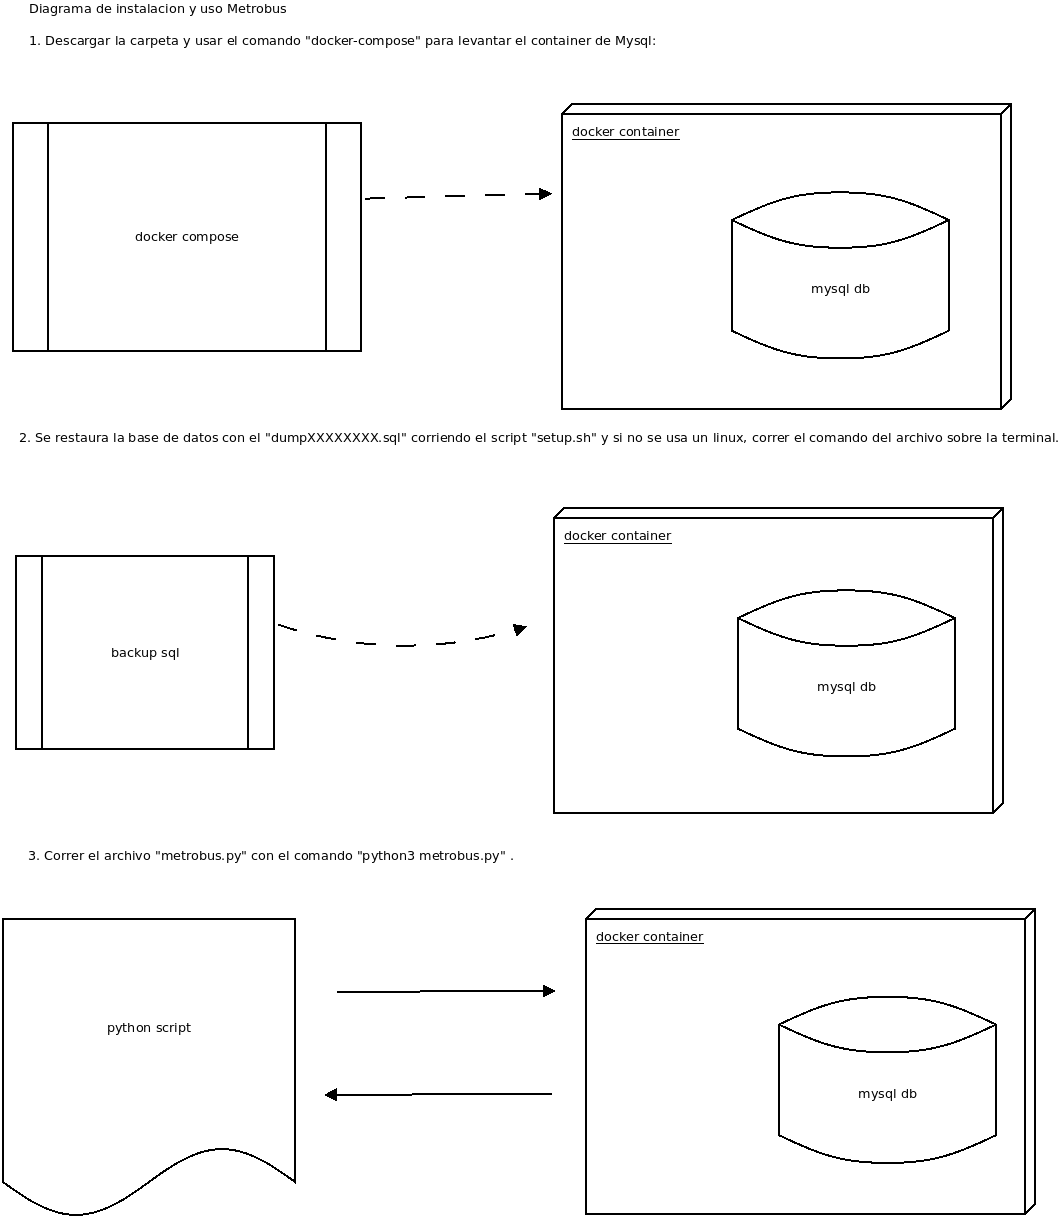 Diagrama de instalacion y uso Metrobus
1. Descargar la carpeta y usar el comando "docker-compose" para levantar el container de Mysql:
docker container
docker compose
mysql db
2. Se restaura la base de datos con el "dumpXXXXXXXX.sql" corriendo el script "setup.sh" y si no se usa un linux, correr el comando del archivo sobre la terminal.
docker container
backup sql
mysql db
3. Correr el archivo "metrobus.py" con el comando "python3 metrobus.py" .
docker container
python script
mysql db